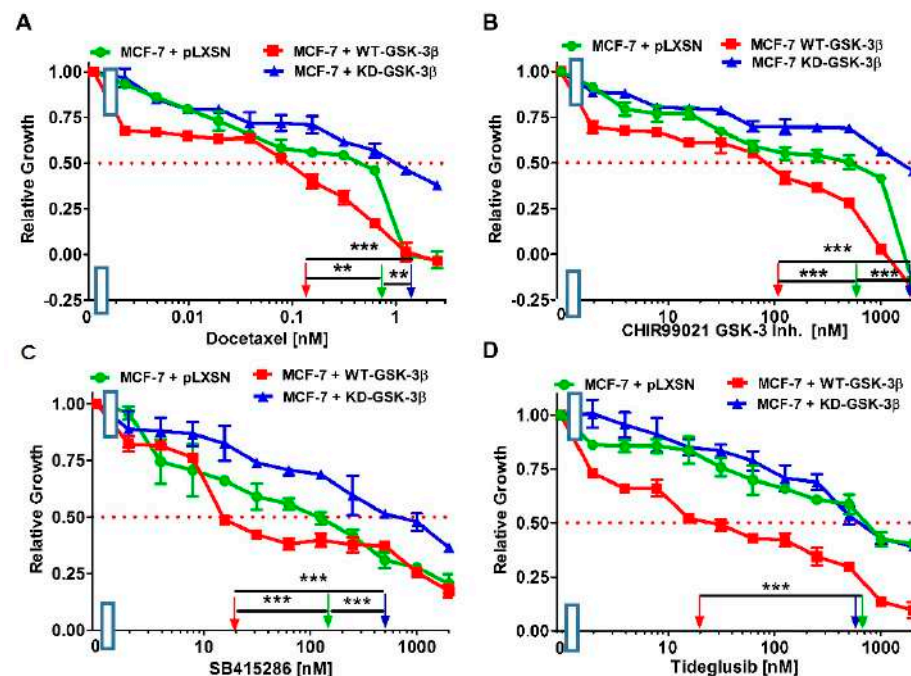 A
MCF-7 + pLXSN
MCF-7 + WT-GSK-3β
MCF-7 + KD-GSK-3β
Relative Growth
1.00
0.75
0.50
0.25
0.00
-0.25
***
**
**
0
0.01
0.1
1
Docetaxel [nM]
B
MCF-7 + pLXSN
MCF-7 WT-GSK-3β
MCF-7 KD-GSK-3β
Relative Growth
1.00
0.75
0.50
0.25
0.00
-0.25
***
***
***
0
10
100
1000
CHIR99021 GSK-3 Inh. [nM]
C
MCF-7 + pLXSN
MCF-7 + WT-GSK-3β
MCF-7 + KD-GSK-3β
Relative Growth
1.00
0.75
0.50
0.25
0.00
***
***
***
0
10
100
1000
SB415286 [nM]
D
MCF-7 + pLXSN
MCF-7 + WT-GSK-3β
MCF-7 + KD-GSK-3β
Relative Growth
1.00
0.75
0.50
0.25
0.00
***
0
10
100
1000
Tideglusib [nM]